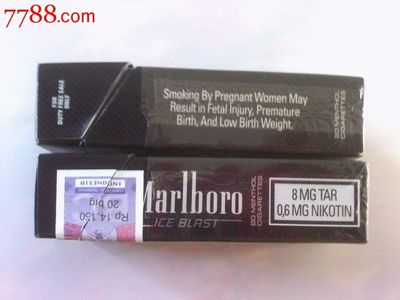 7788.com
FOR
DUTY FREE SALE
ONLY
Smoking By Pregnant Women May
Result in Fetal Injury, Premature
Birth, And Low Birth Weight.
20 MENTHOL
CIGARETTES
INDONESIA
Rp 14,150
20 btg
Marlboro
ICE BLAST
20 MENTHOL
CIGARETTES
8 MG TAR
0,6 MG NIKOTIN